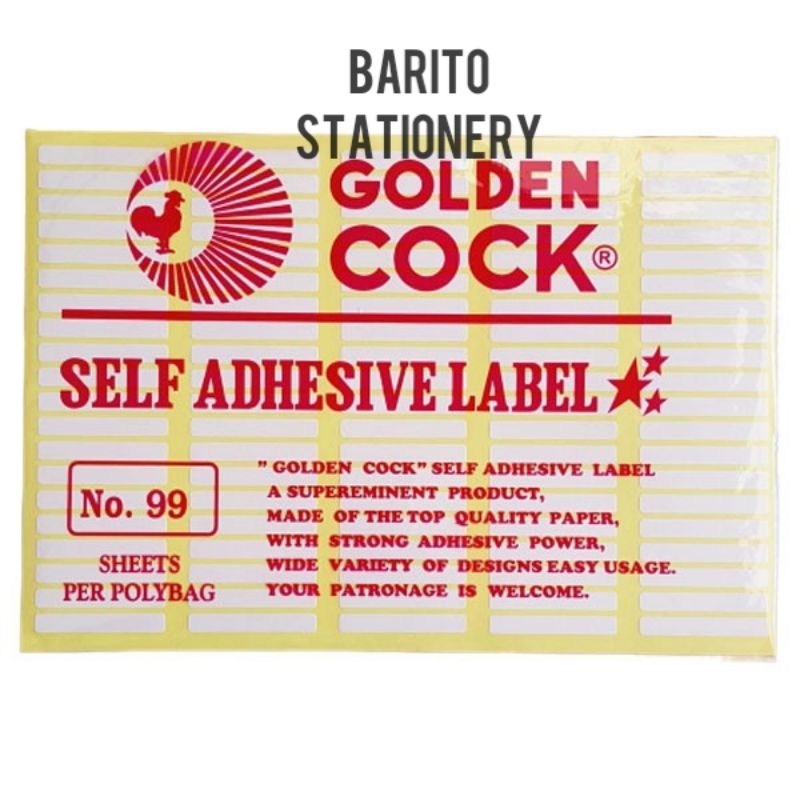 BARITO
STATIONERY
GOLDEN
COCK®
SELF ADHESIVE LABEL
No. 99
SHEETS
PER POLYBAG
" GOLDEN COCK" SELF ADHESIVE LABEL
A SUPEREMINENT PRODUCT,
MADE OF THE TOP QUALITY PAPER,
WITH STRONG ADHESIVE POWER,
WIDE VARIETY OF DESIGNS EASY USAGE.
YOUR PATRONAGE IS WELCOME.